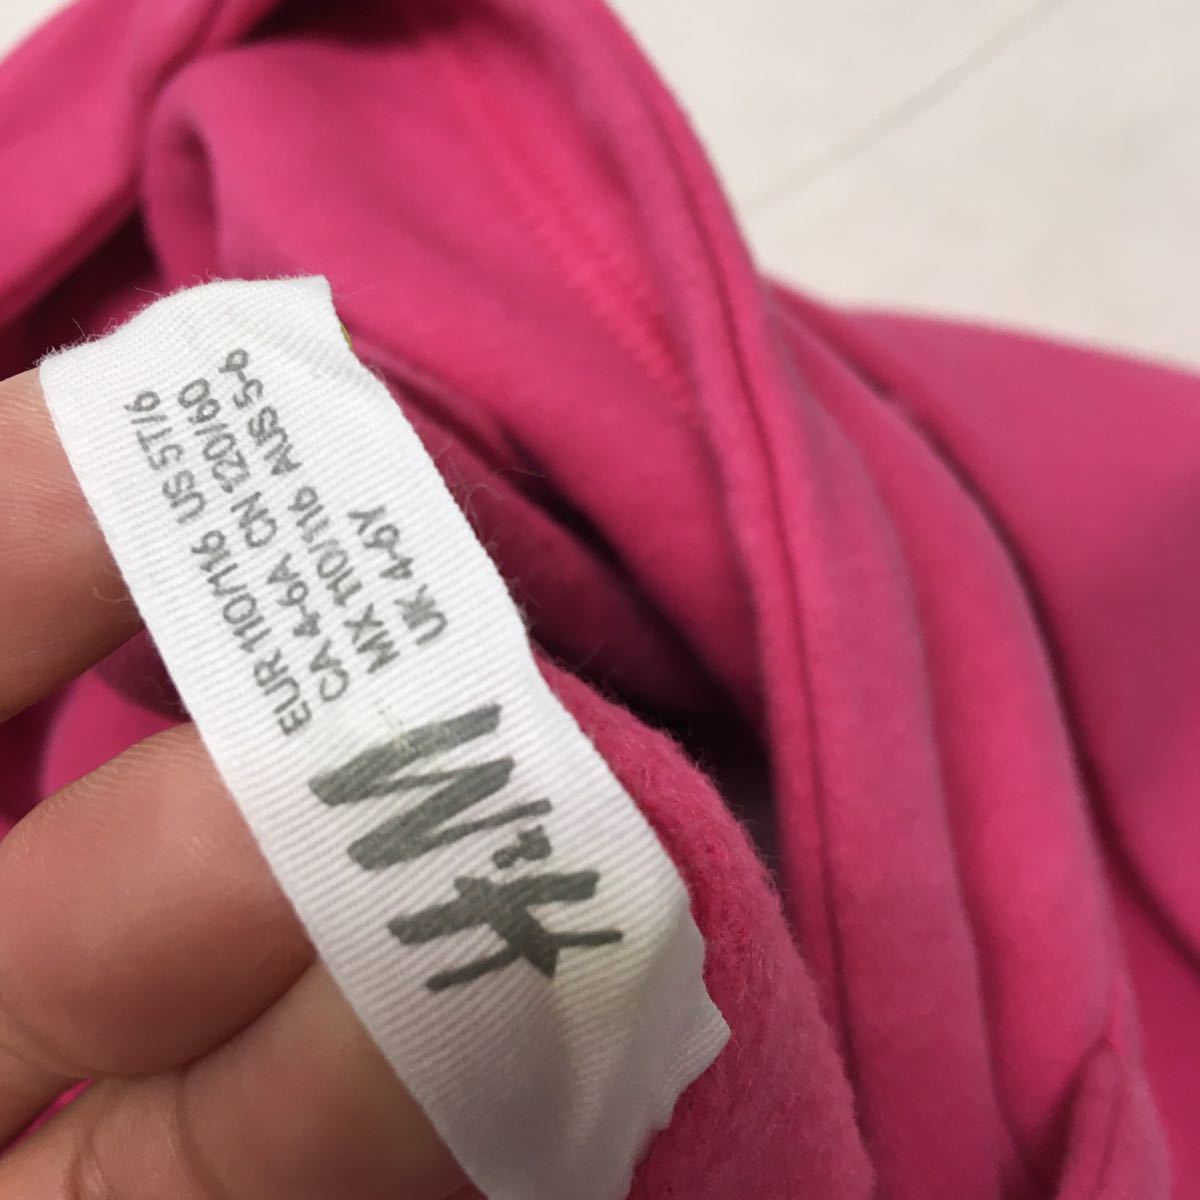 H&M
UK 4-6Y
MX 110/116 AUS 5-6
CA 4-6A CN 120/60
EUR 110/116 US 5T/6